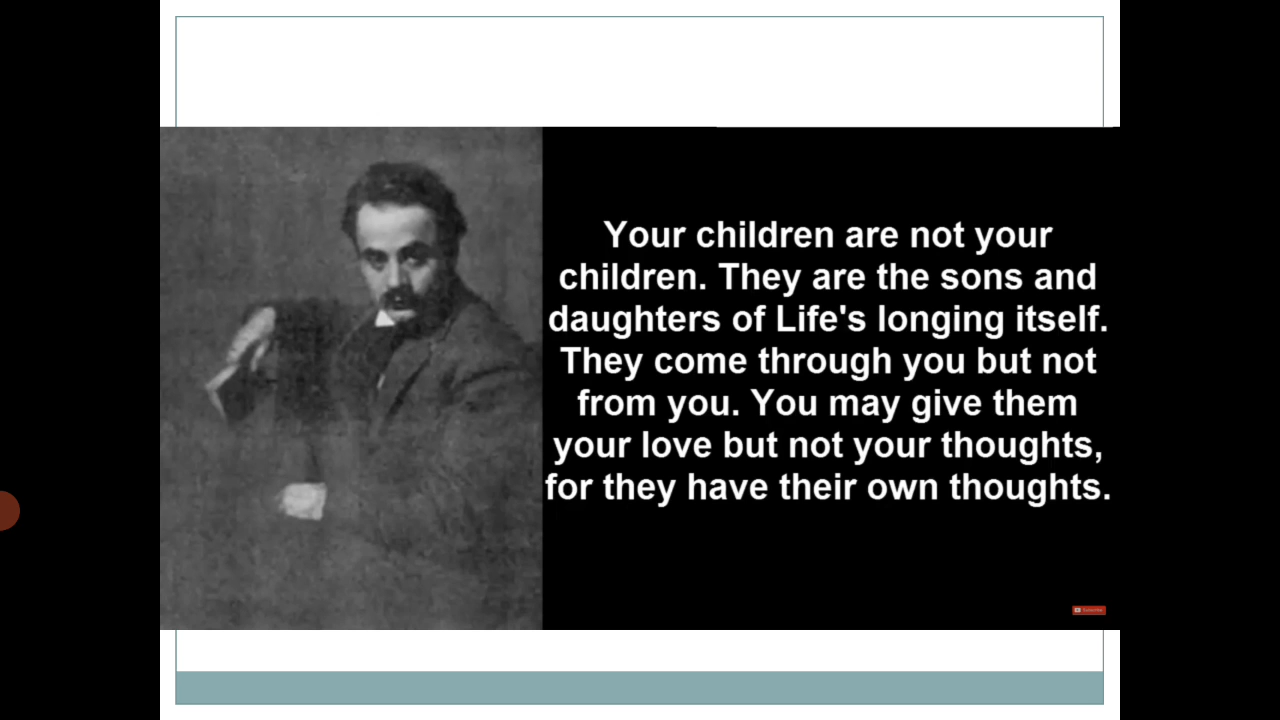 Your children are not your
children. They are the sons and
daughters of Life's longing itself.
They come through you but not
from you. You may give them
your love but not your thoughts,
for they have their own thoughts.
Subscribe